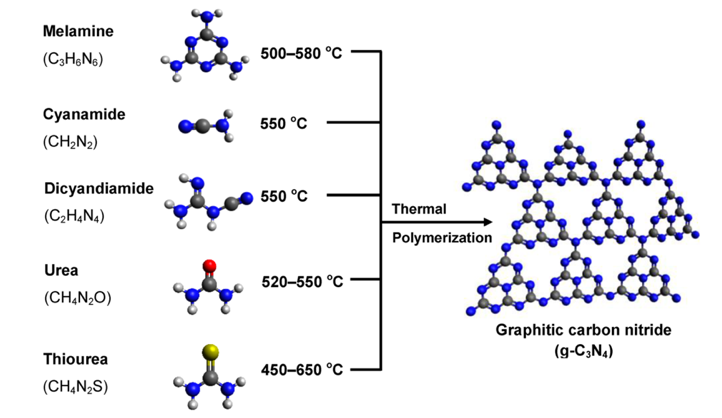 Melamine
(C₃H₆N₆)
500–580 °C
Cyanamide
(CH₂N₂)
550 °C
Dicyandiamide
(C₂H₄N₄)
550 °C
Urea
(CH₄N₂O)
520–550 °C
Thiourea
(CH₄N₂S)
450–650 °C
Thermal
Polymerization
Graphitic carbon nitride
(g-C₃N₄)